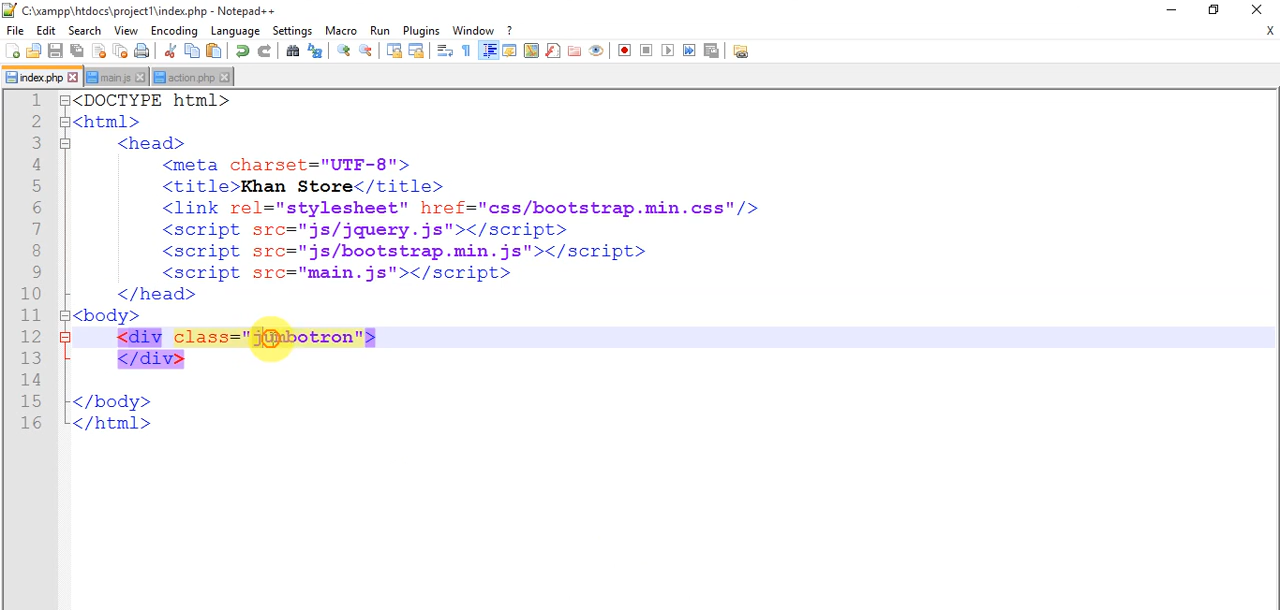 C:\xampp\htdocs\project1\index.php - Notepad++
File Edit Search View Encoding Language Settings Macro Run Plugins Window ? X
index.php main.js action.php
1 <DOCTYPE html>
2 <html>
3 <head>
4 <meta charset="UTF-8">
5 <title>Khan Store</title>
6 <link rel="stylesheet" href="css/bootstrap.min.css"/>
7 <script src="js/jquery.js"></script>
8 <script src="js/bootstrap.min.js"></script>
9 <script src="main.js"></script>
10 </head>
11 <body>
12 <div class="jumbotron">
13 </div>
14
15 </body>
16 </html>